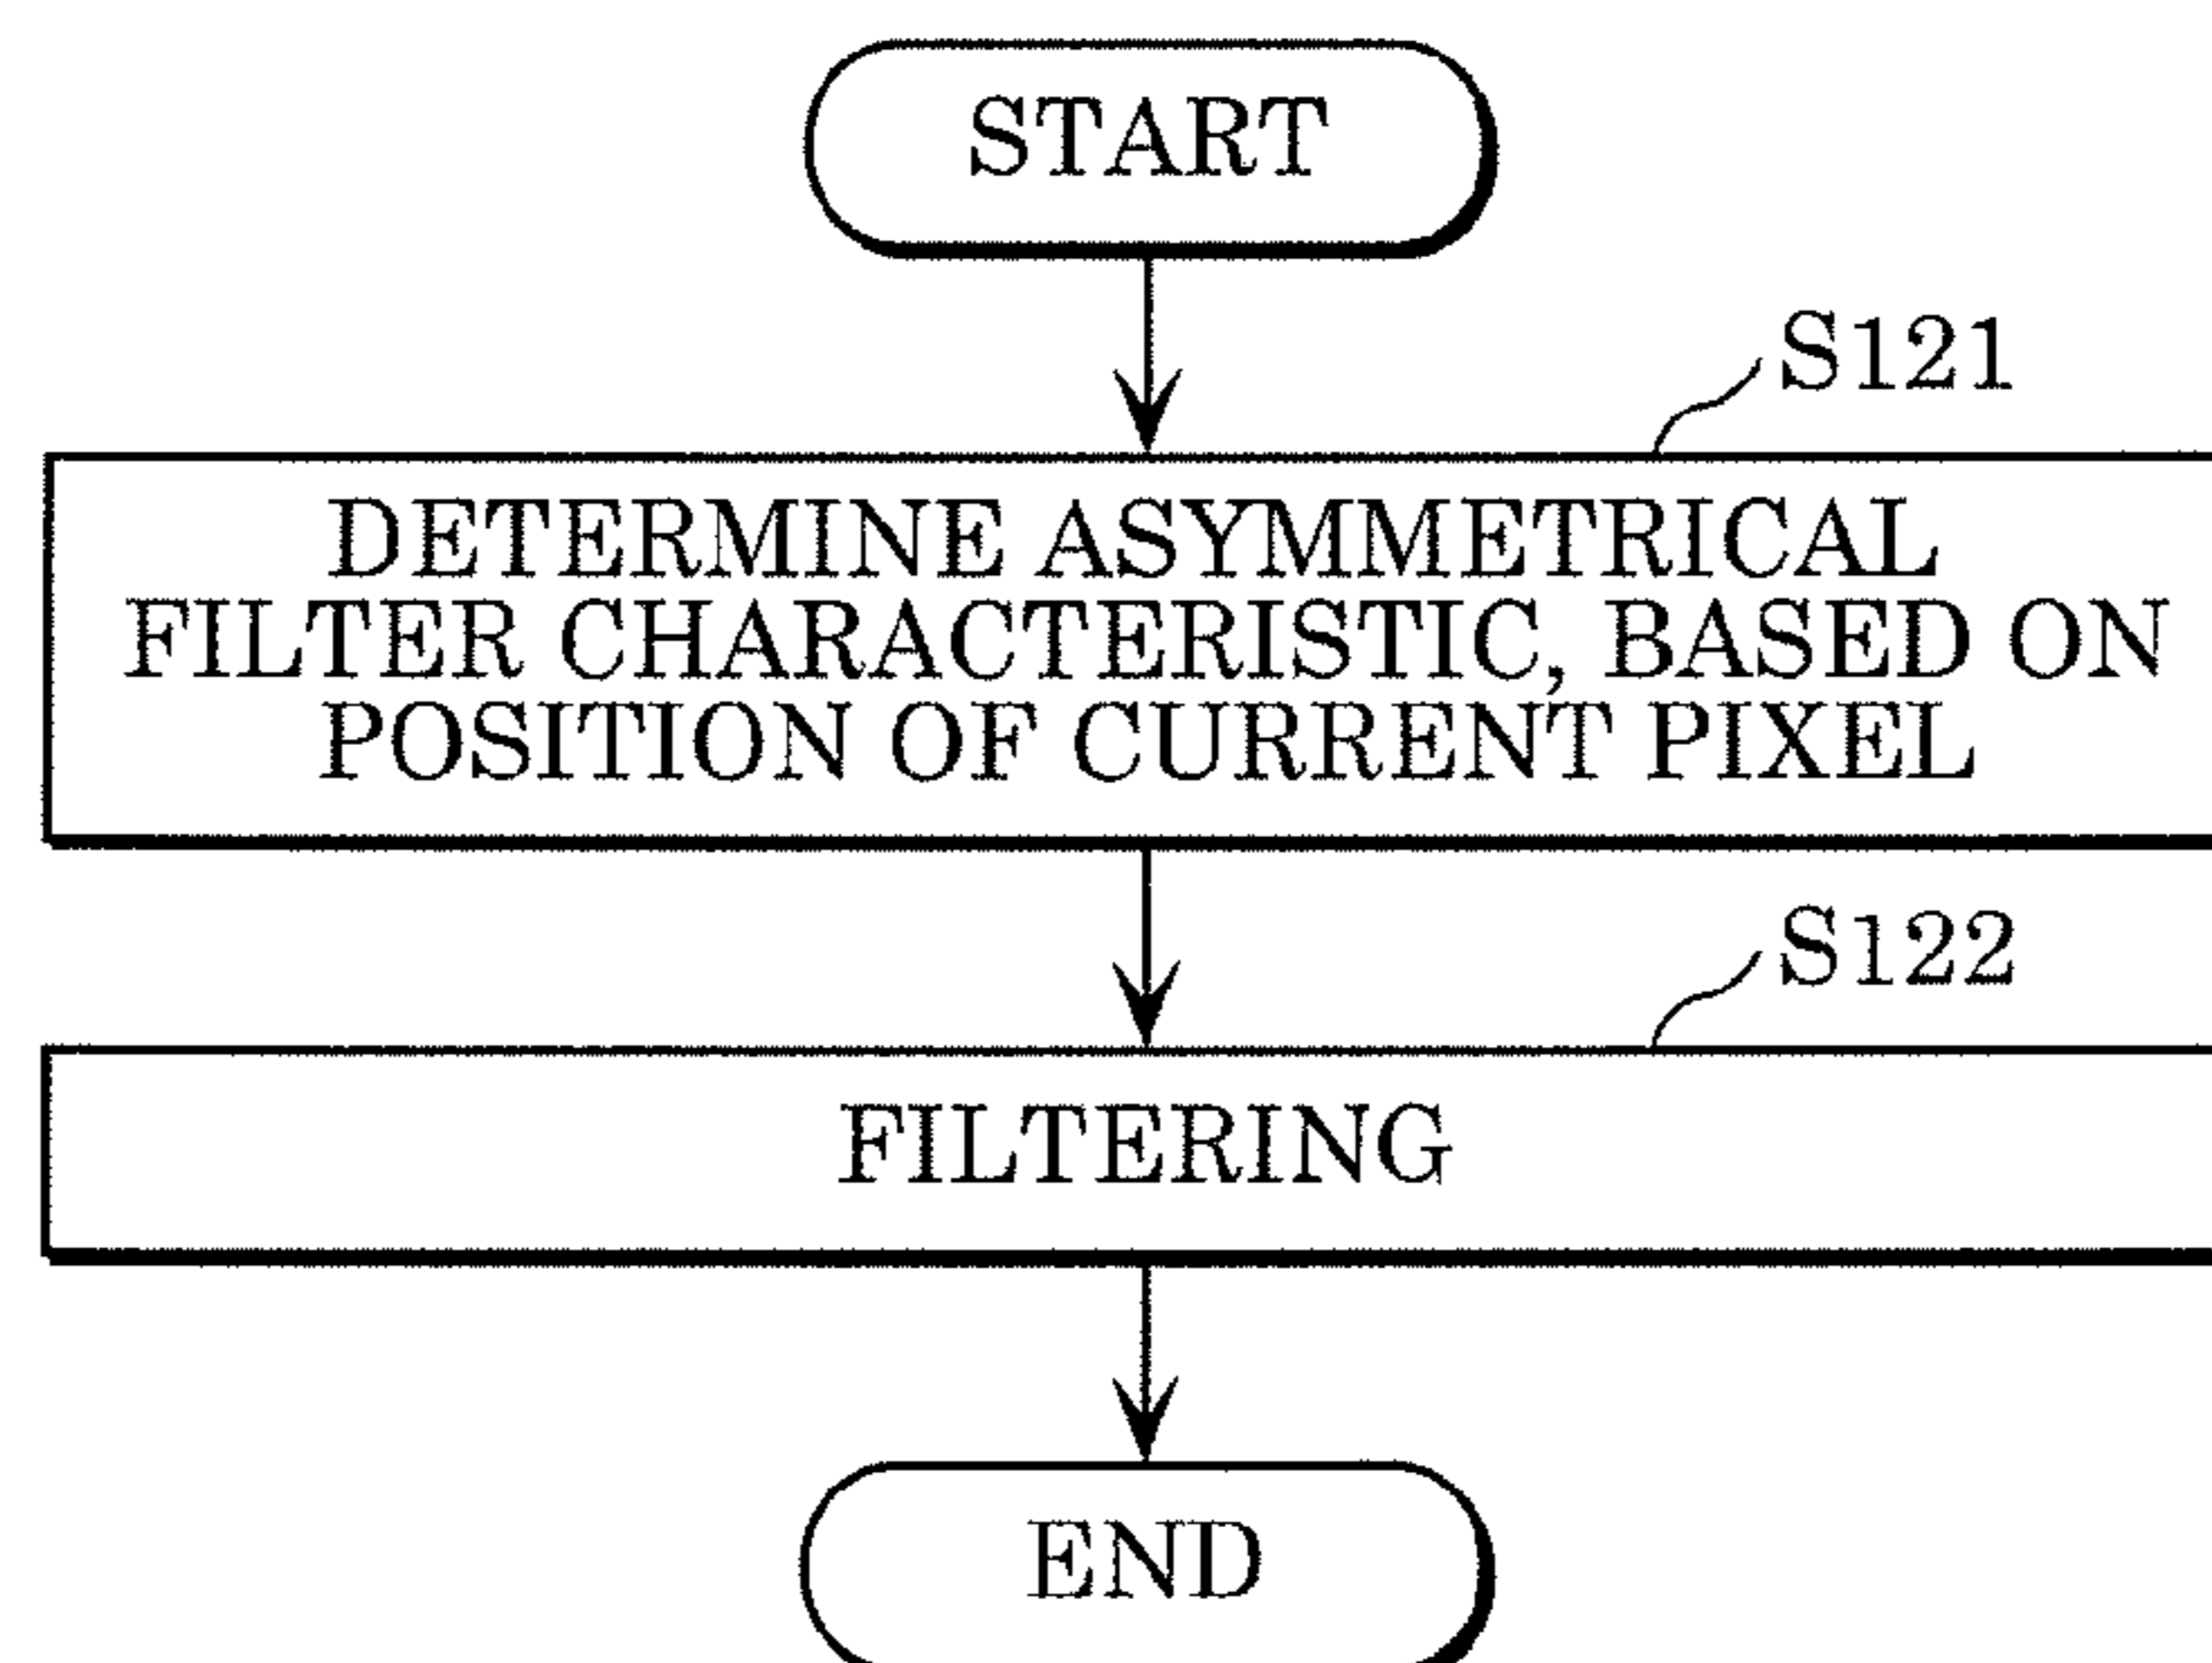 START
S121
DETERMINE ASYMMETRICAL
FILTER CHARACTERISTIC, BASED ON
POSITION OF CURRENT PIXEL
S122
FILTERING
END